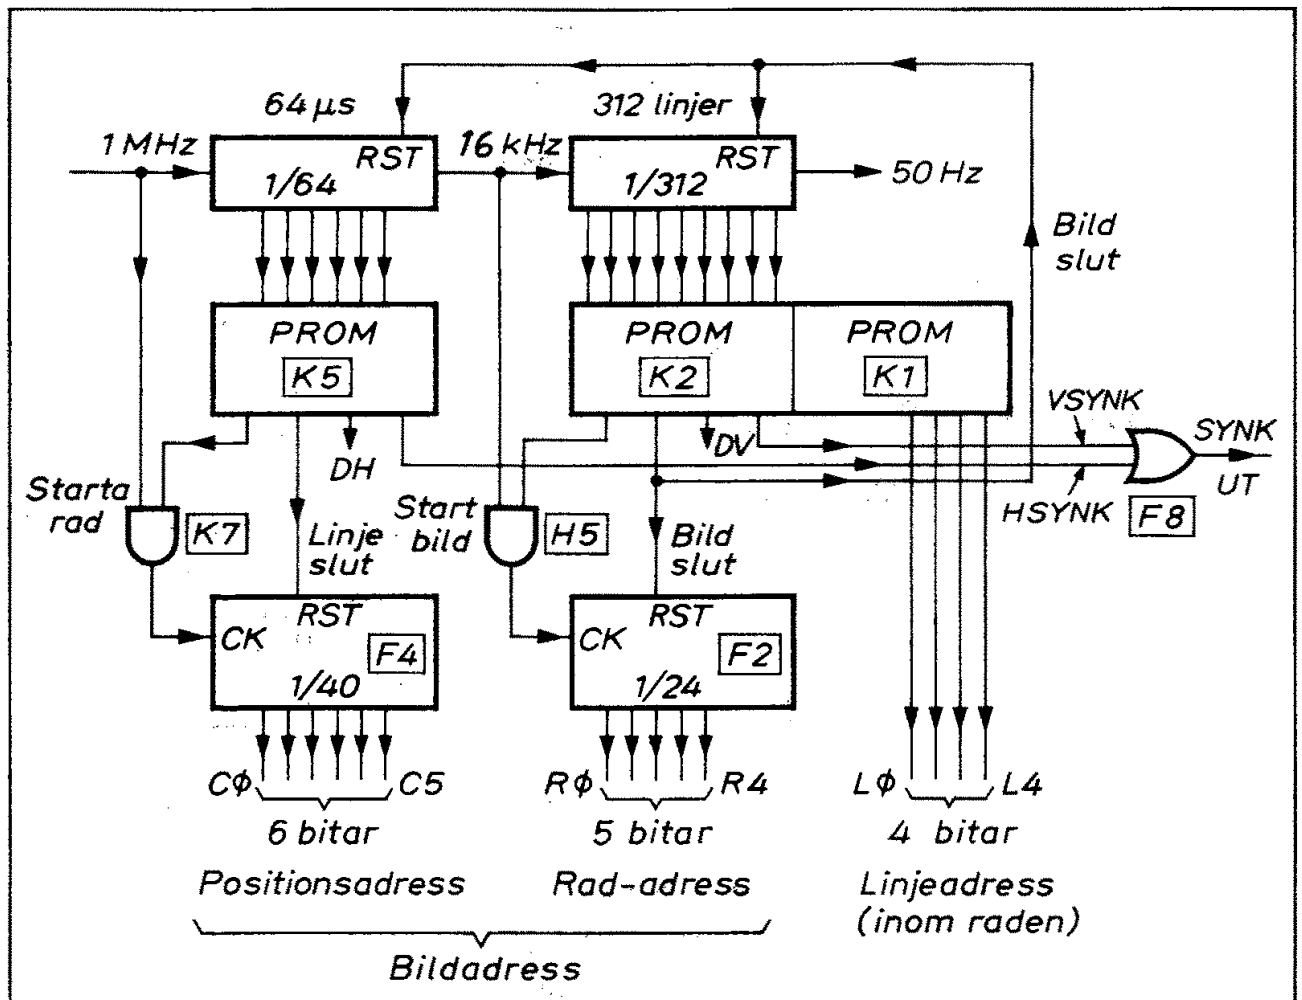 64 µs
312 linjer
1 MHz
RST
1/64
16 kHz
RST
1/312
50 Hz
Bild
slut
PROM
K5
PROM
K2
PROM
K1
VSYNK
SYNK
UT
HSYNK
F8
DH
DV
Starta
rad
K7
Linje
slut
Start
bild
H5
Bild
slut
RST
CK
F4
1/40
RST
CK
F2
1/24
CØ
C5
6 bitar
Positionsadress
RØ
R4
5 bitar
Rad-adress
LØ
L4
4 bitar
Linjeadress
(inom raden)
Bildadress